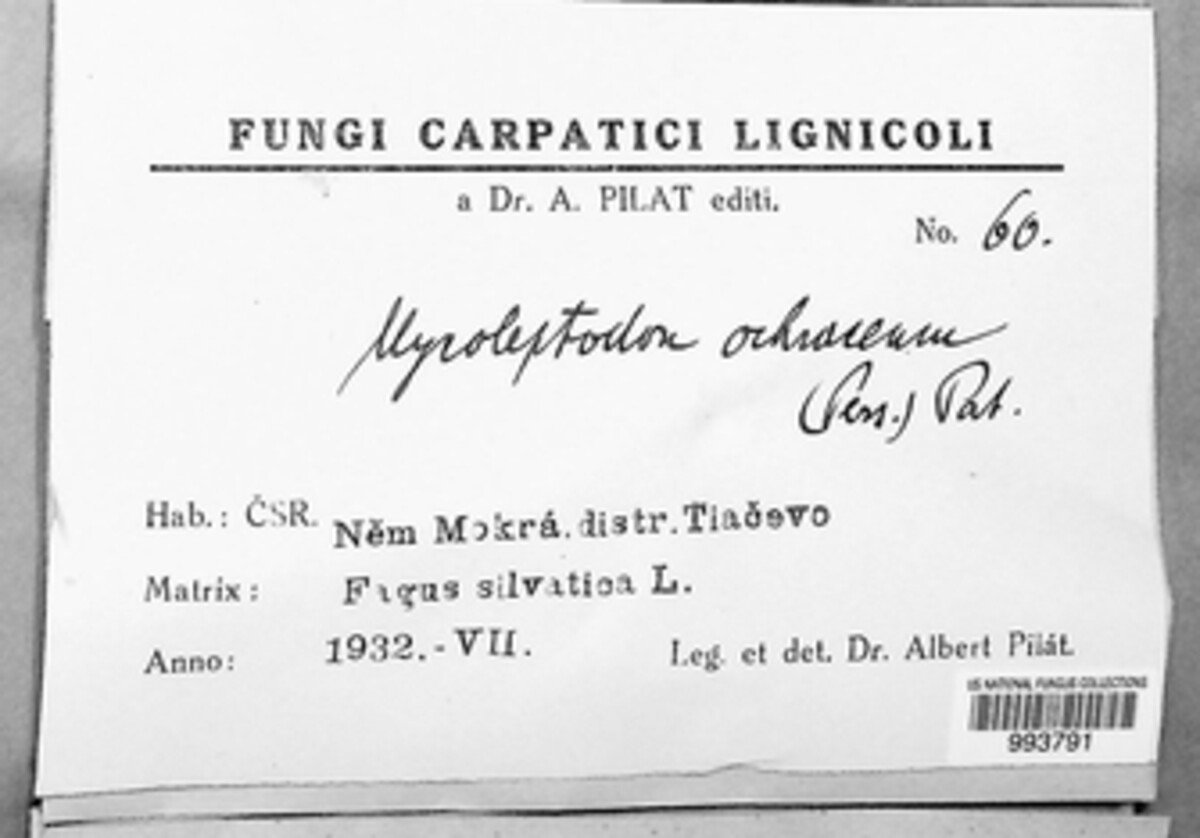 FUNGI CARPATICI LIGNICOLI
a Dr. A. PILAT editi.
No. 60.
Mycoleptodon ochraceum
(Pers.) Pat.
Hab.: ČSR. Něm Mokrá. distr. Tiačevo
Matrix: Fagus silvatica L.
Anno: 1932.-VII.
Leg. et det. Dr. Albert Pilát.
US NATIONAL FUNGUS COLLECTIONS
993791